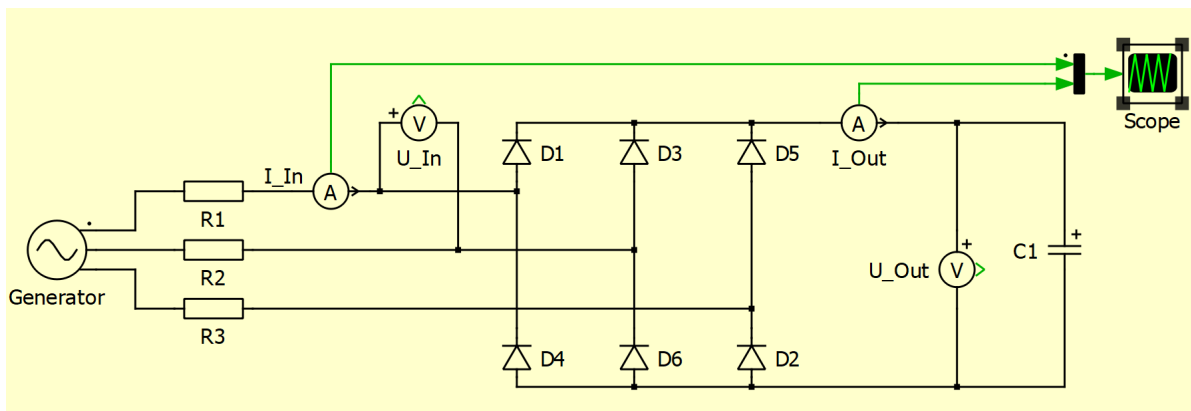 Scope
+
V
U_In
A
I_Out
D1
D3
D5
I_In
A
R1
R2
Generator
R3
+
U_Out
V
C1
+
D4
D6
D2